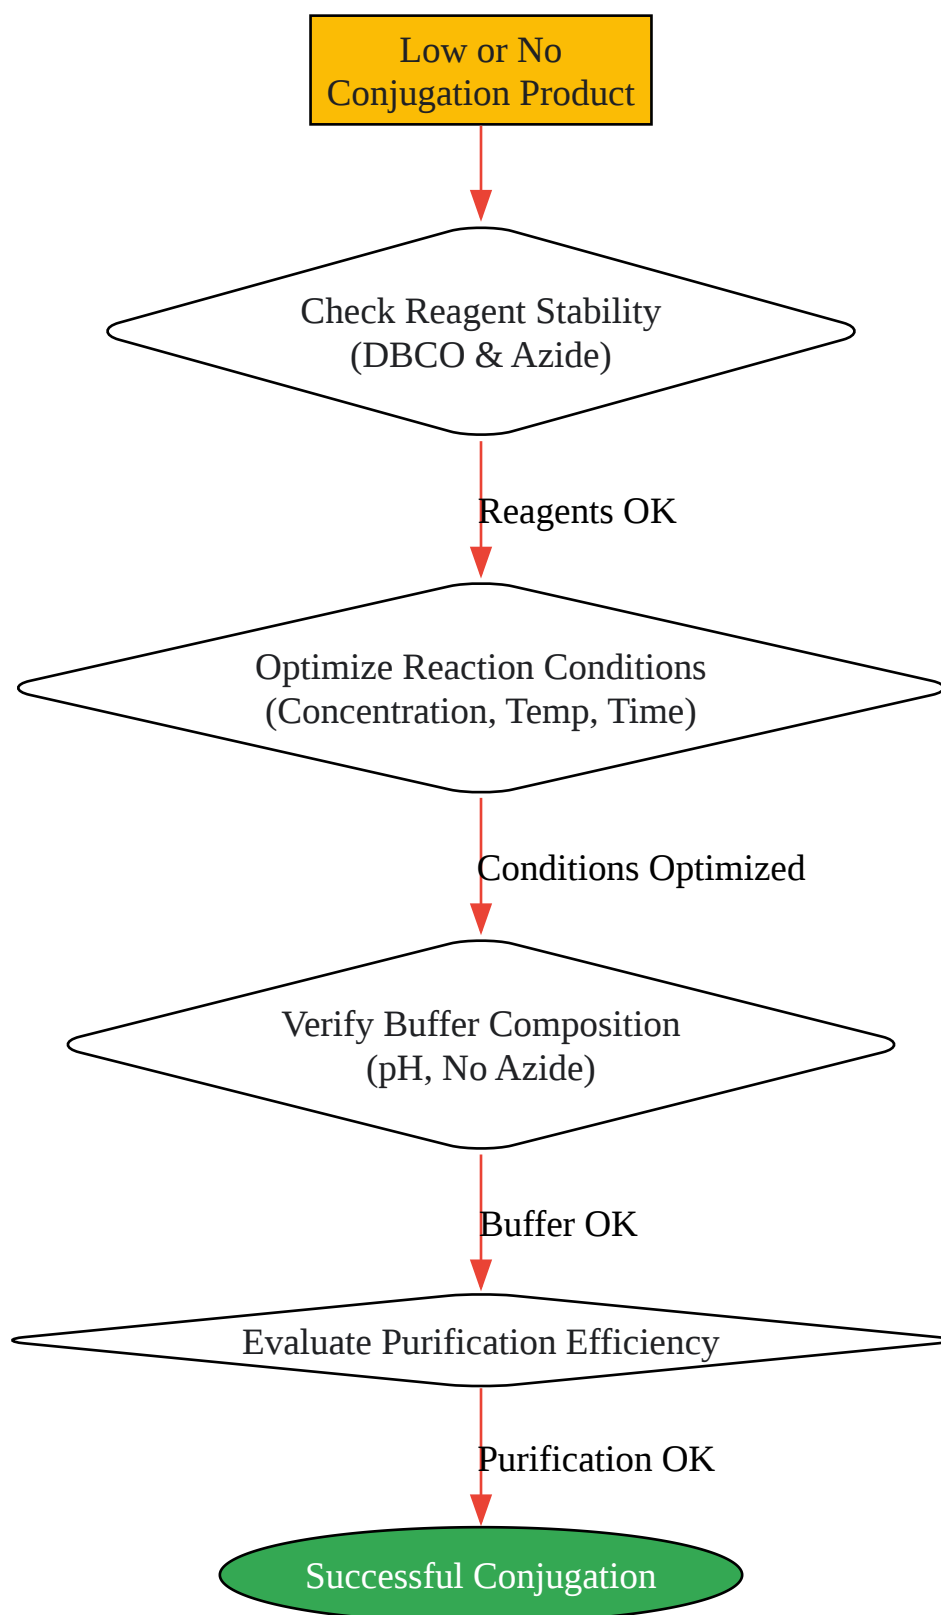 Low or No
Conjugation Product
Check Reagent Stability
(DBCO & Azide)
Reagents OK
Optimize Reaction Conditions
(Concentration, Temp, Time)
Conditions Optimized
Verify Buffer Composition
(pH, No Azide)
Buffer OK
Evaluate Purification Efficiency
Purification OK
Successful Conjugation